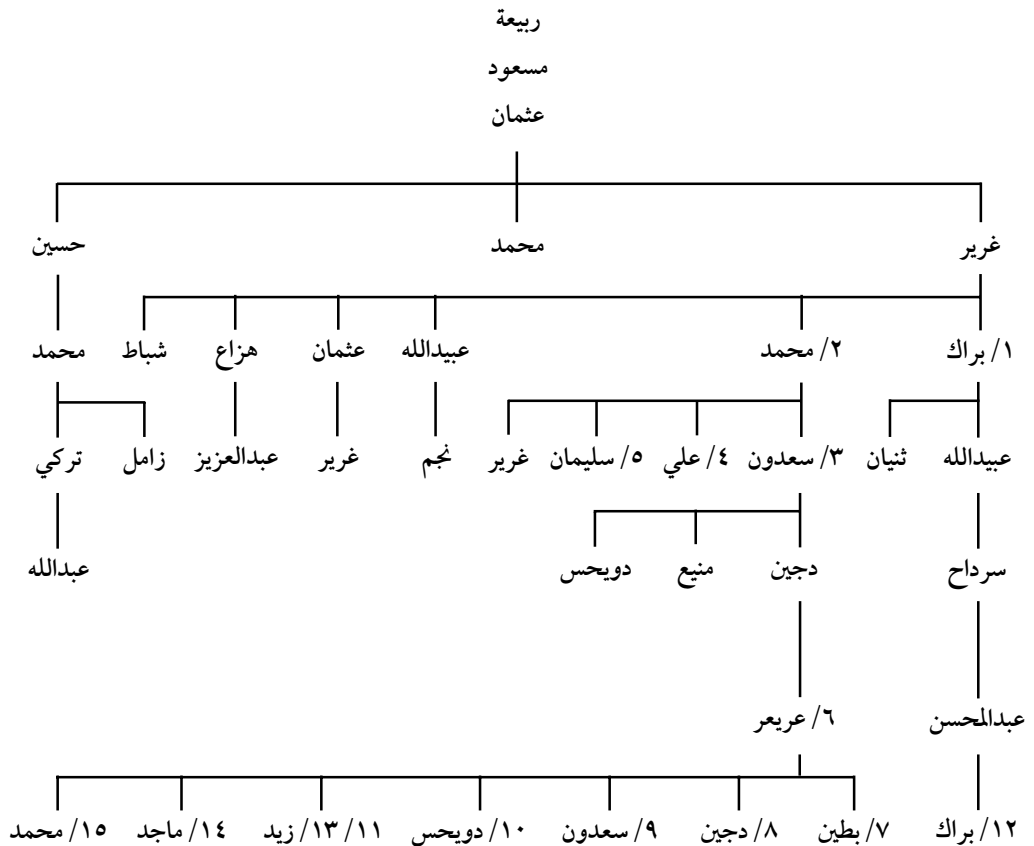 ربيعة
مسعود
عثمان
غرير محمد حسين
١/ براك ٢/ محمد عبيدالله عثمان هزاع شباط محمد
عبيدالله ثنيان ٣/ سعدون ٤/ علي ٥/ سليمان غرير نجم غرير عبدالعزيز زامل تركي
سرداح دجين منيع دويحس عبدالله
عبدالمحسن ٦/ عريعر
١٢/ براك ٧/ بطين ٨/ دجين ٩/ سعدون ١٠/ دويحس ١١/ ١٣/ زيد ١٤/ ماجد ١٥/ محمد